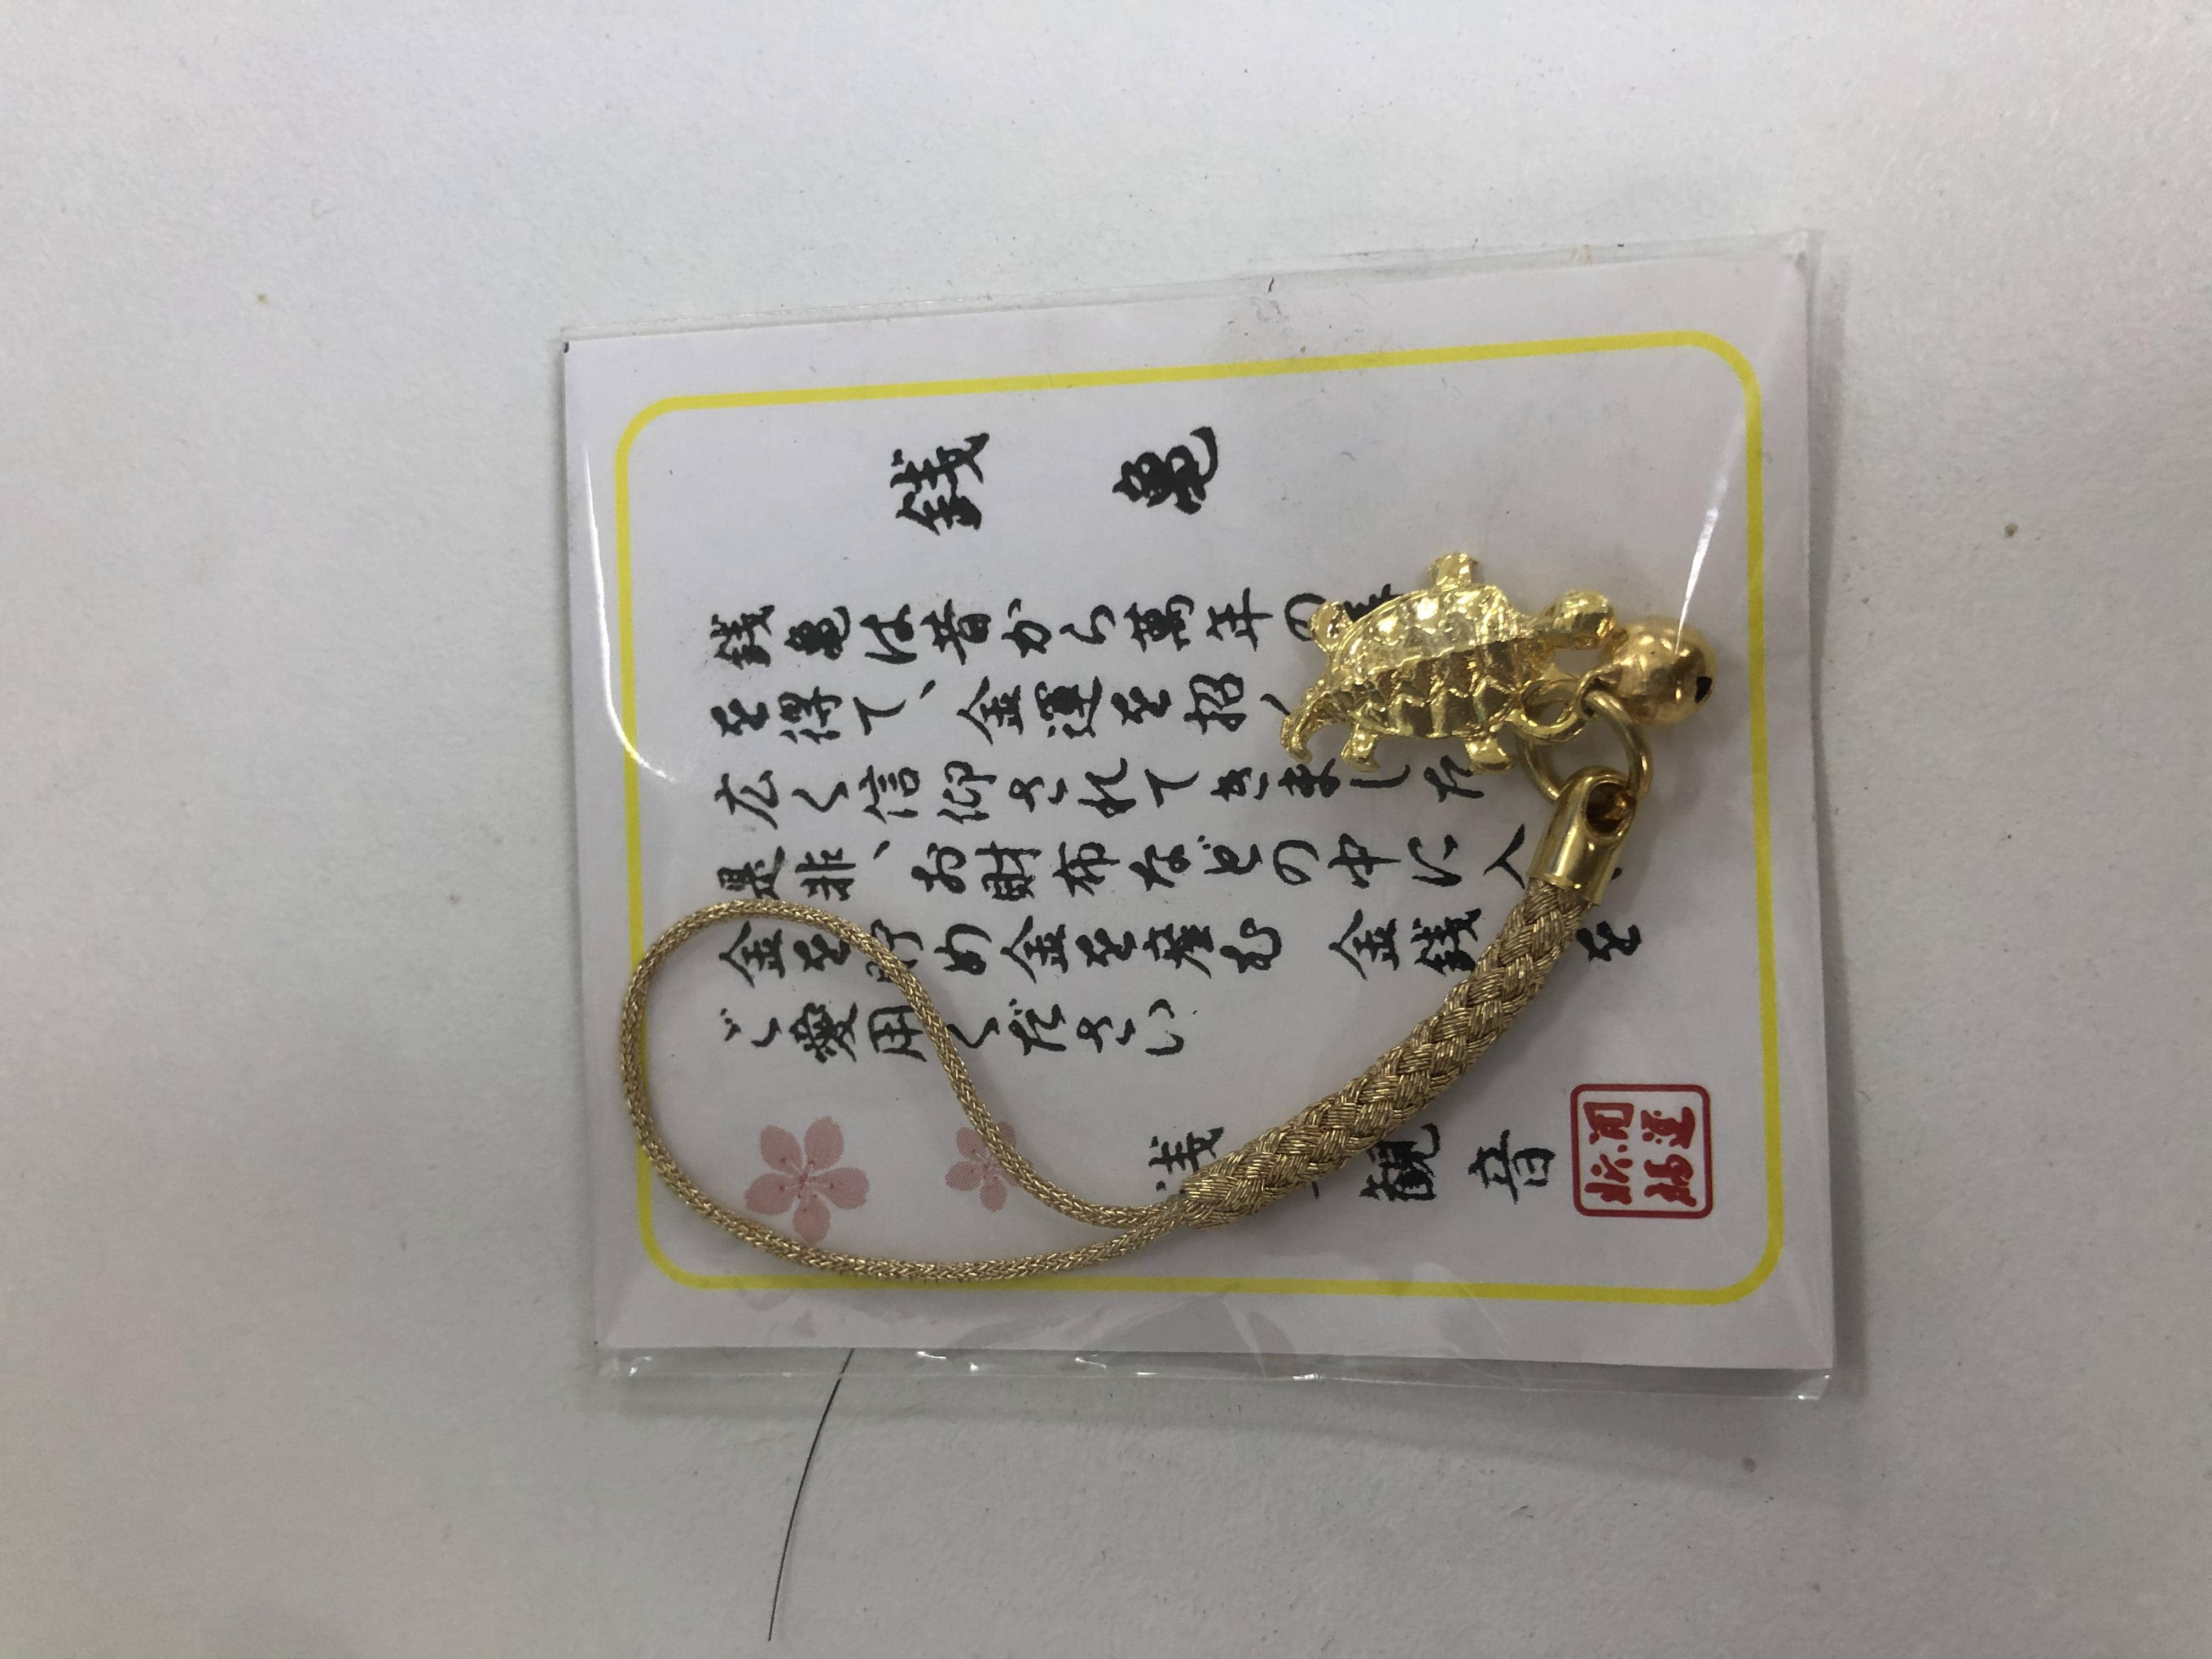 銭亀
銭亀は昔から萬年の
を得て、金運を招
広く信仰されてきました
是非、お財布などの中に入
金を貯め金を産む 金銭 を
ご愛用ください
浅 観音